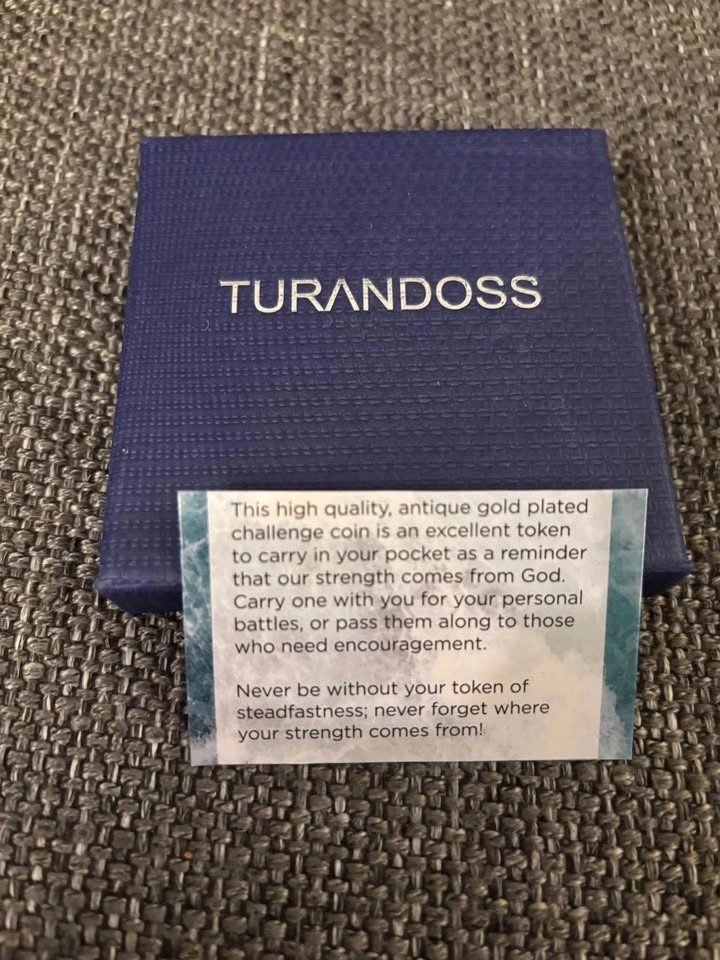 TURANDOSS
This high quality, antique gold plated
challenge coin is an excellent token
to carry in your pocket as a reminder
that our strength comes from God.
Carry one with you for your personal
battles, or pass them along to those
who need encouragement.
Never be without your token of
steadfastness; never forget where
your strength comes from!